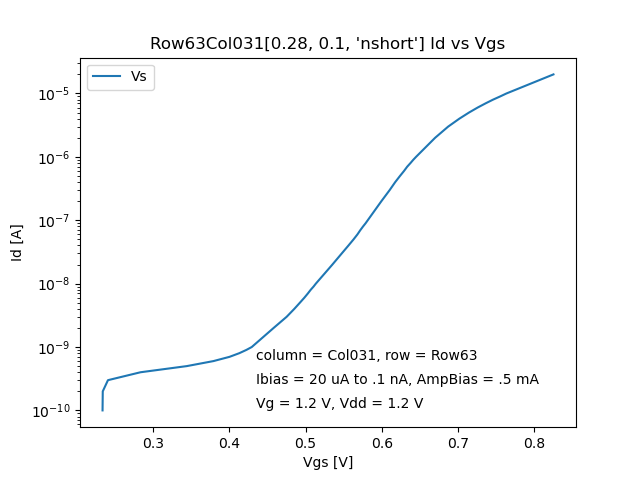 Row63Col031[0.28, 0.1, 'nshort'] Id vs Vgs
Vs
10⁻⁵
10⁻⁶
10⁻⁷
10⁻⁸
10⁻⁹
10⁻¹⁰
Id [A]
column = Col031, row = Row63
Ibias = 20 uA to .1 nA, AmpBias = .5 mA
Vg = 1.2 V, Vdd = 1.2 V
0.3 0.4 0.5 0.6 0.7 0.8
Vgs [V]